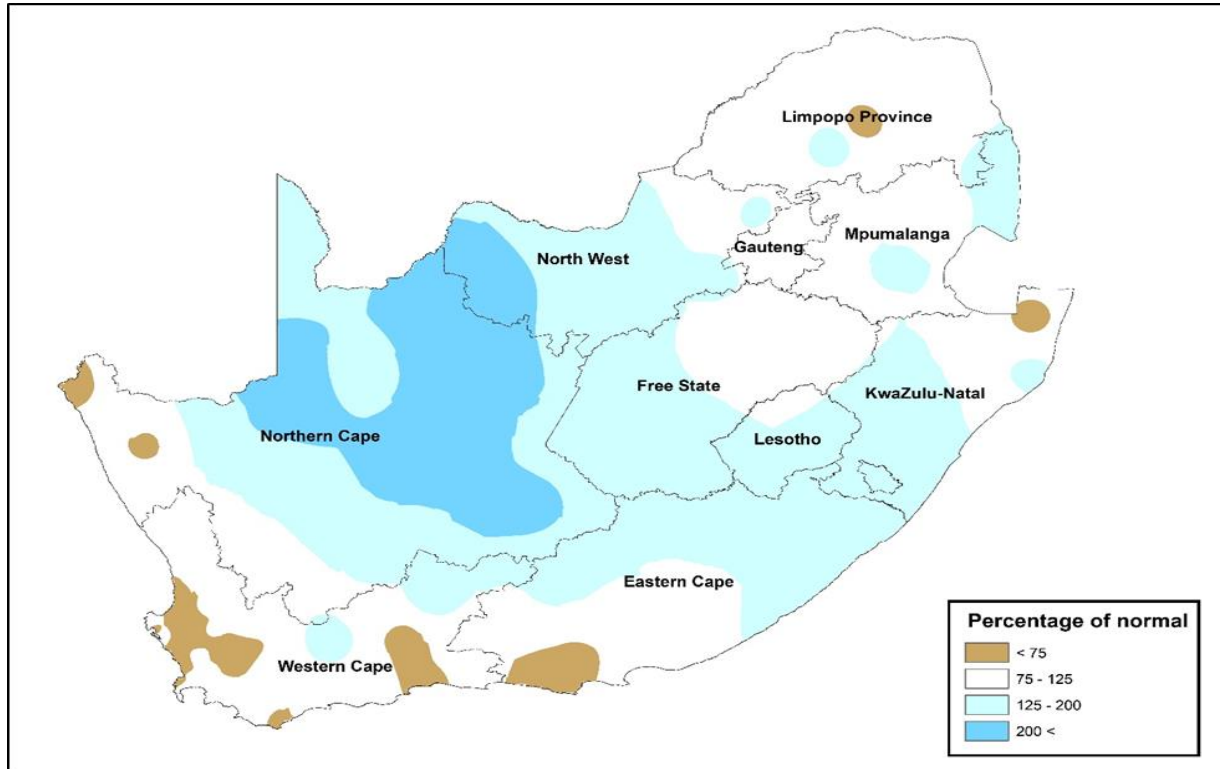 Limpopo Province
Mpumalanga
Gauteng
North West
Free State
KwaZulu-Natal
Lesotho
Northern Cape
Eastern Cape
Western Cape
Percentage of normal
< 75
75 - 125
125 - 200
200 <